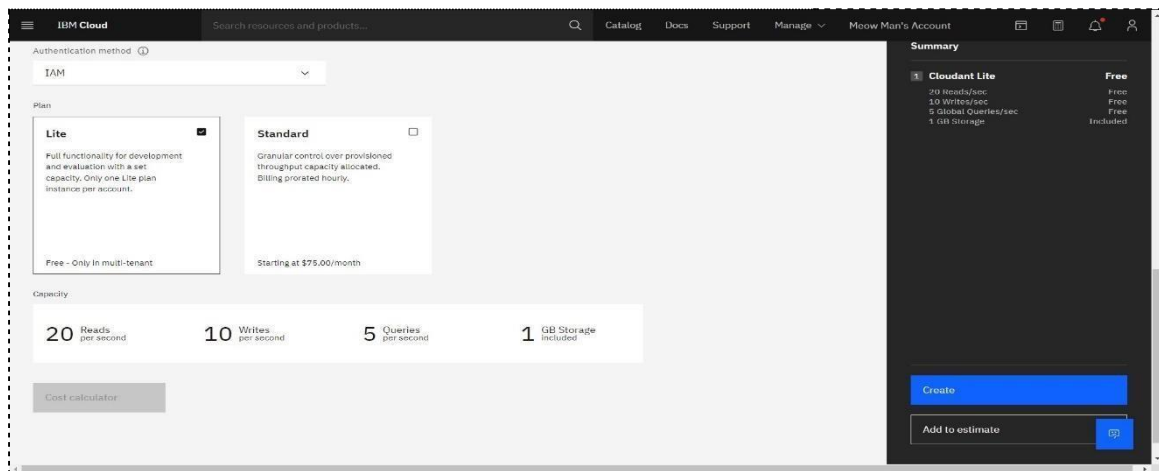 IBM Cloud
Search resources and products...
Catalog
Docs
Support
Manage
Moow Man's Account
Authentication method
IAM
Plan
Lite
Full functionality for development
and evaluation with a set
capacity. Only one Lite plan
instance per account.
Free - Only in multi-tenant
Standard
Granular control over provisioned
throughput capacity allocated.
Billing prorated hourly.
Starting at $75.00/month
Capacity
20 Reads
per second
10 Writes
per second
5 Queries
per second
1 GB Storage
Included
Cost calculator
Summary
1 Cloudant Lite Free
20 Reads/sec Free
10 Writes/sec Free
5 Global Queries/sec Free
1 GB Storage Included
Create
Add to estimate